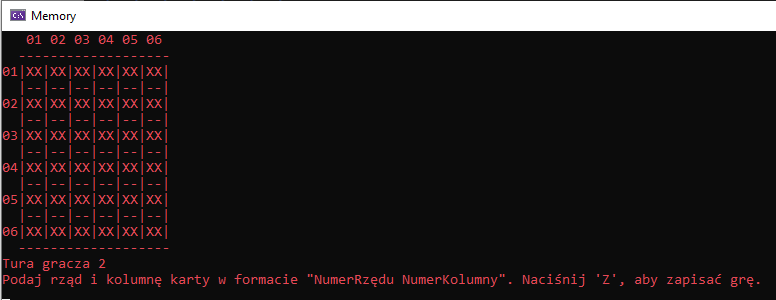 Memory
   01 02 03 04 05 06
  -------------------
01|XX|XX|XX|XX|XX|XX|
  |--|--|--|--|--|--|
02|XX|XX|XX|XX|XX|XX|
  |--|--|--|--|--|--|
03|XX|XX|XX|XX|XX|XX|
  |--|--|--|--|--|--|
04|XX|XX|XX|XX|XX|XX|
  |--|--|--|--|--|--|
05|XX|XX|XX|XX|XX|XX|
  |--|--|--|--|--|--|
06|XX|XX|XX|XX|XX|XX|
  -------------------
Tura gracza 2
Podaj rząd i kolumnę karty w formacie "NumerRzędu NumerKolumny". Naciśnij 'Z', aby zapisać grę.